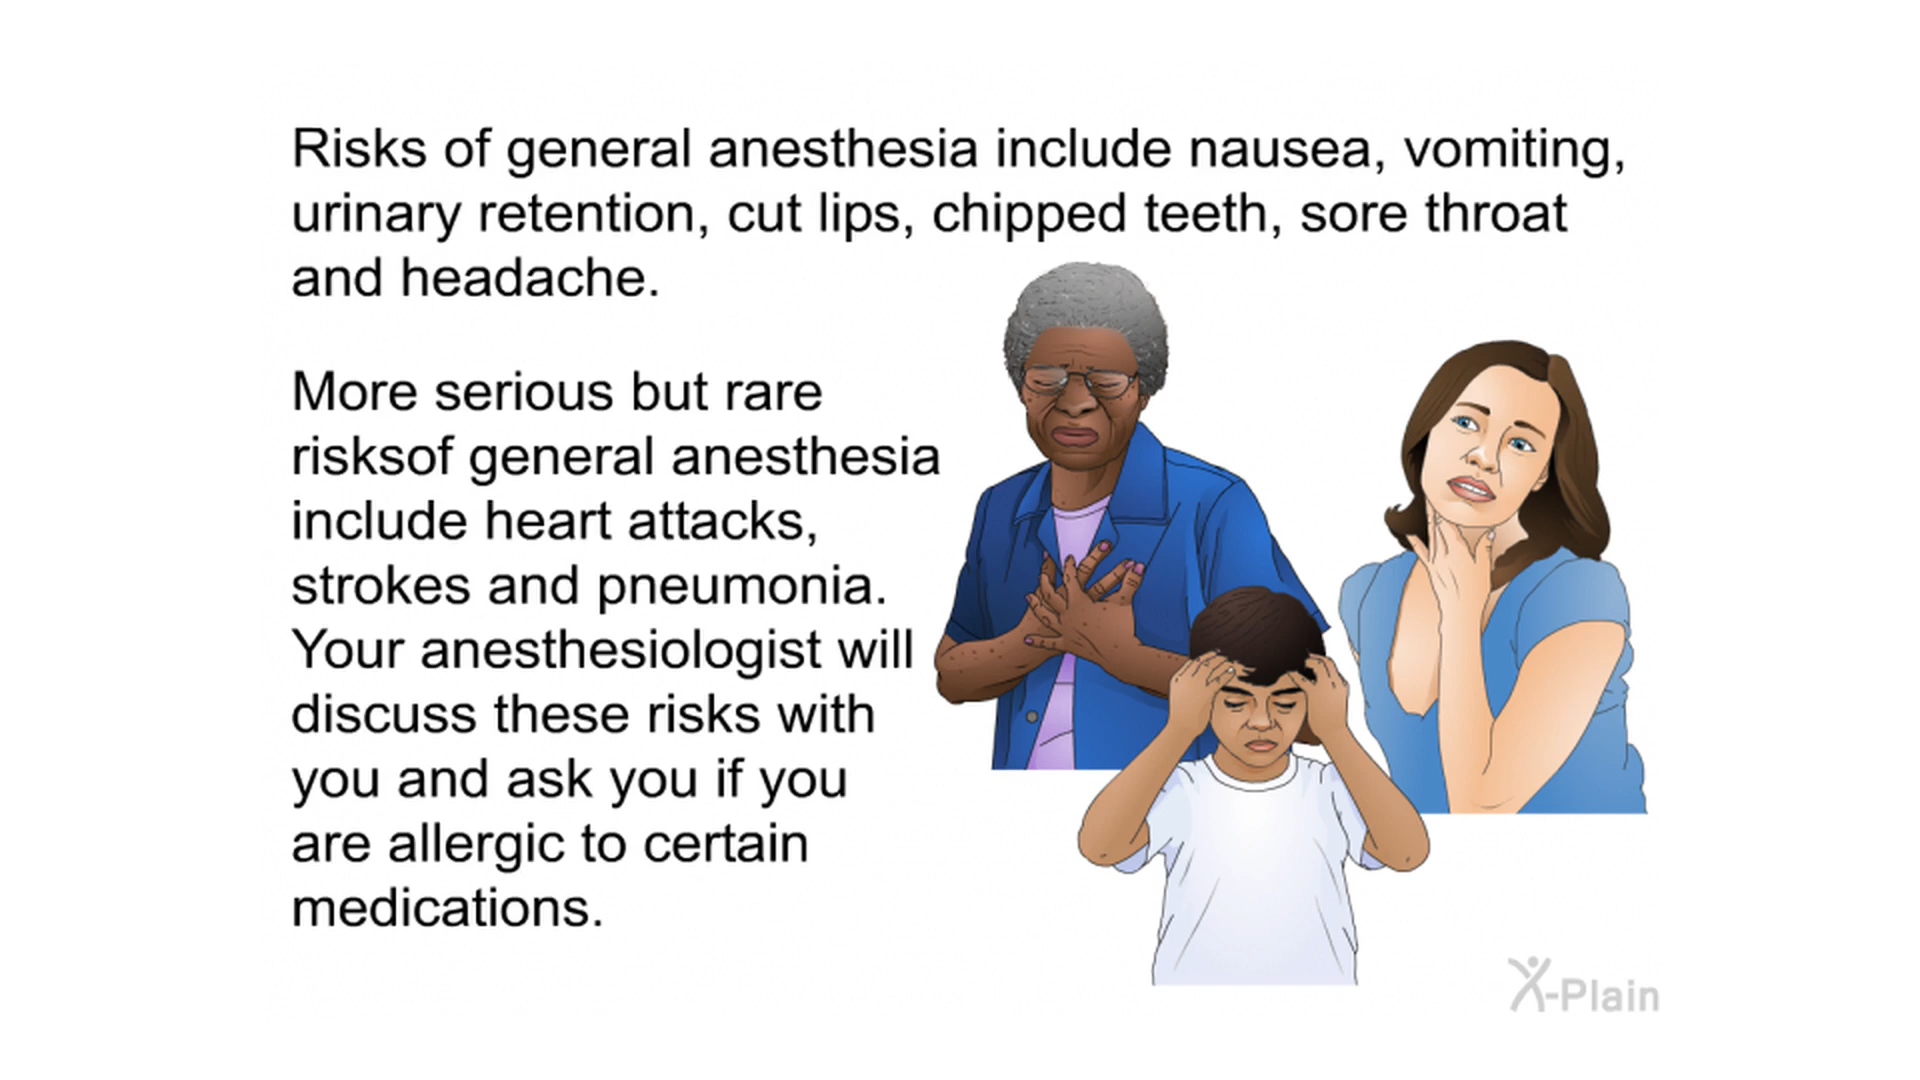 Risks of general anesthesia include nausea, vomiting,
urinary retention, cut lips, chipped teeth, sore throat
and headache.
More serious but rare
risksof general anesthesia
include heart attacks,
strokes and pneumonia.
Your anesthesiologist will
discuss these risks with
you and ask you if you
are allergic to certain
medications.
X-Plain